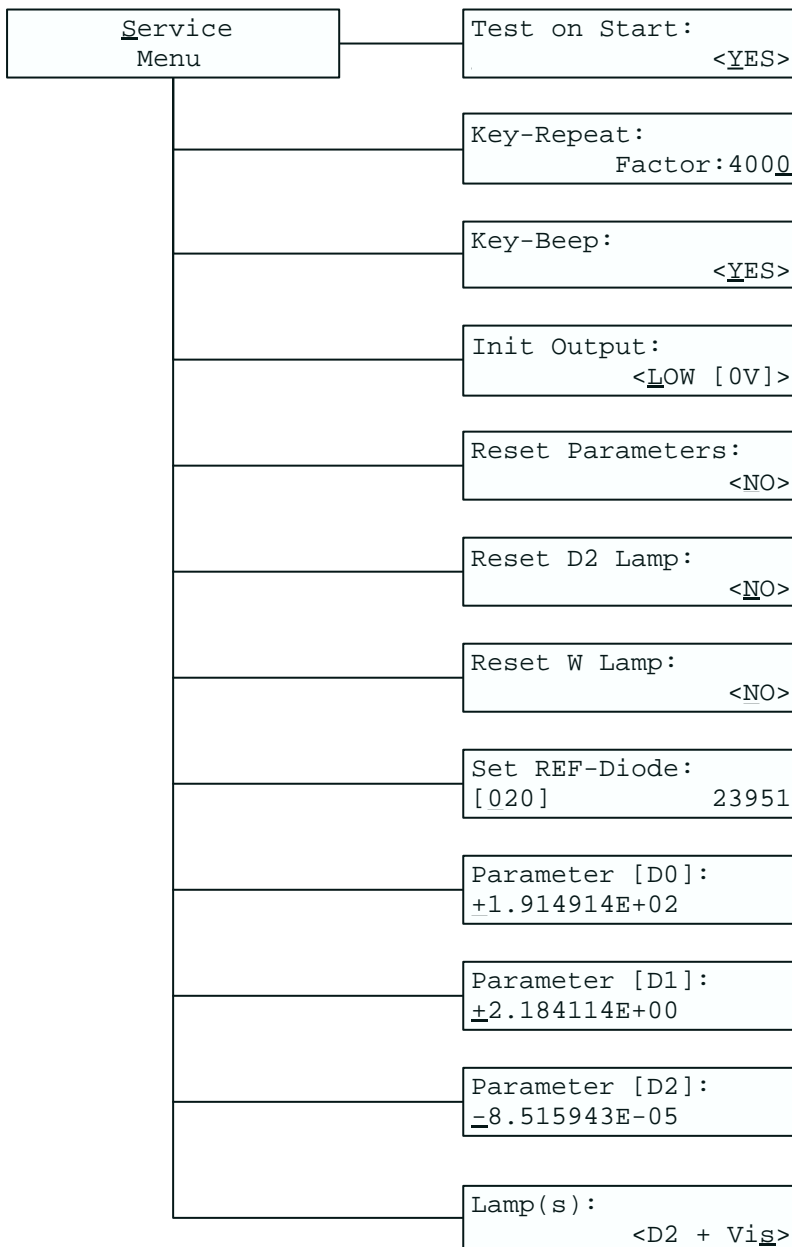 Service
Menu
Test on Start:
<YES>
Key-Repeat:
Factor:4000
Key-Beep:
<YES>
Init Output:
<LOW [0V]>
Reset Parameters:
<NO>
Reset D2 Lamp:
<NO>
Reset W Lamp:
<NO>
Set REF-Diode:
[020] 23951
Parameter [D0]:
+1.914914E+02
Parameter [D1]:
+2.184114E+00
Parameter [D2]:
-8.515943E-05
Lamp(s):
<D2 + Vis>